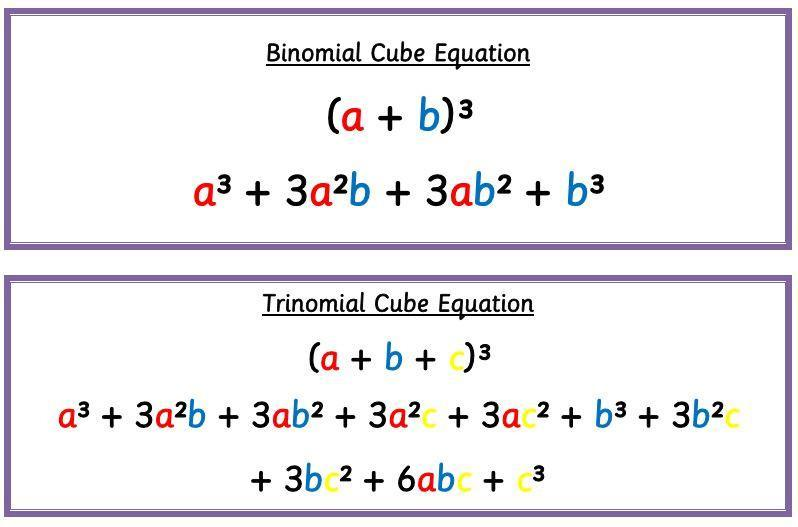 Binomial Cube Equation
(a + b)³
a³ + 3a²b + 3ab² + b³
Trinomial Cube Equation
(a + b + c)³
a³ + 3a²b + 3ab² + 3a²c + 3ac² + b³ + 3b²c
+ 3bc² + 6abc + c³